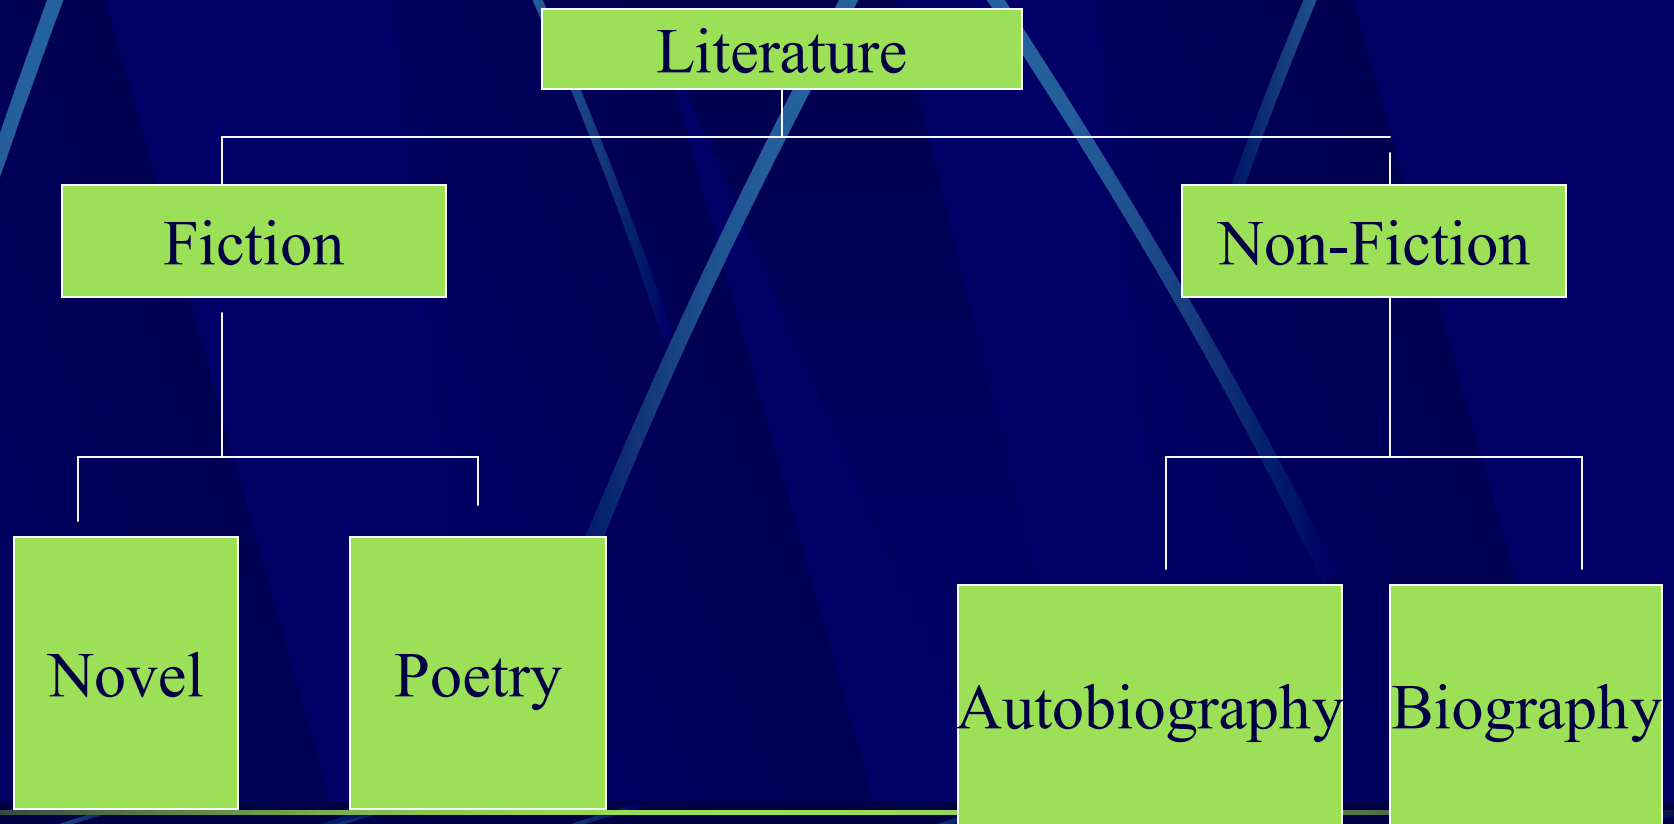 Literature
Fiction
Non-Fiction
Novel
Poetry
Autobiography
Biography